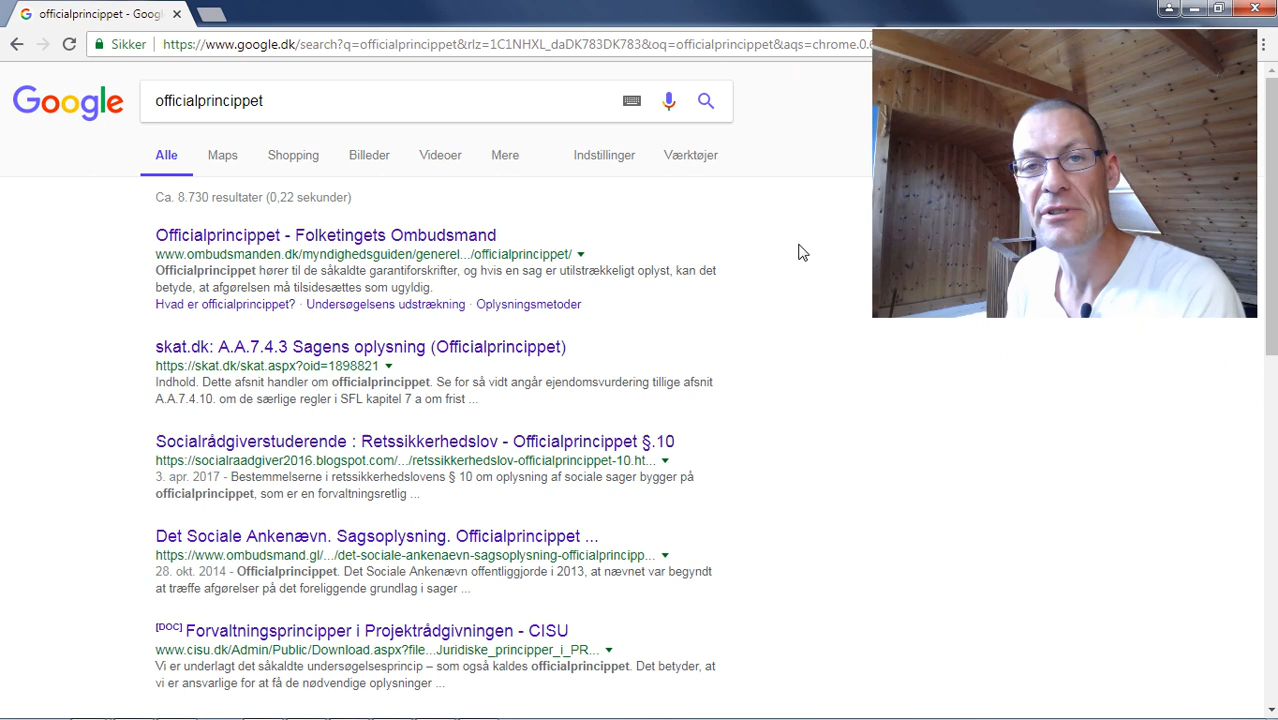 officialprincippet - Goog
Sikker
https://www.google.dk/search?q=officialprincippet&rlz=1C1NHXL_daDK783DK783&oq=officialprincippet&aqs=chrome.0.6
Google
officialprincippet
Alle Maps Shopping Billeder Videoer Mere Indstillinger Værktøjer
Ca. 8.730 resultater (0,22 sekunder)
Officialprincippet - Folketingets Ombudsmand
www.ombudsmanden.dk/myndighedsguiden/generel.../officialprincippet/
Officialprincippet hører til de såkaldte garantiforskrifter, og hvis en sag er utilstrækkeligt oplyst, kan det
betyde, at afgørelsen må tilsidesættes som ugyldig.
Hvad er officialprincippet? · Undersøgelsens udstrækning · Oplysningsmetoder
skat.dk: A.A.7.4.3 Sagens oplysning (Officialprincippet)
https://skat.dk/skat.aspx?oid=1898821
Indhold. Dette afsnit handler om officialprincippet. Se for så vidt angår ejendomsvurdering tillige afsnit
A.A.7.4.10. om de særlige regler i SFL kapitel 7 a om frist ...
Socialrådgiverstuderende : Retssikkerhedslov - Officialprincippet §.10
https://socialraadgiver2016.blogspot.com/.../retssikkerhedslov-officialprincippet-10.ht...
3. apr. 2017 - Bestemmelserne i retssikkerhedslovens § 10 om oplysning af sociale sager bygger på
officialprincippet, som er en forvaltningsretlig ...
Det Sociale Ankenævn. Sagsoplysning. Officialprincippet ...
https://www.ombudsmand.gl/.../det-sociale-ankenaevn-sagsoplysning-officialprincipp...
28. okt. 2014 - Officialprincippet. Det Sociale Ankenævn offentliggjorde i 2013, at nævnet var begyndt
at træffe afgørelser på det foreliggende grundlag i sager ...
[DOC] Forvaltningsprincipper i Projektrådgivningen - CISU
www.cisu.dk/Admin/Public/Download.aspx?file...Juridiske_principper_i_PR...
Vi er underlagt det såkaldte undersøgelsesprincip – som også kaldes officialprincippet. Det betyder, at
vi er ansvarlige for at få de nødvendige oplysninger ...